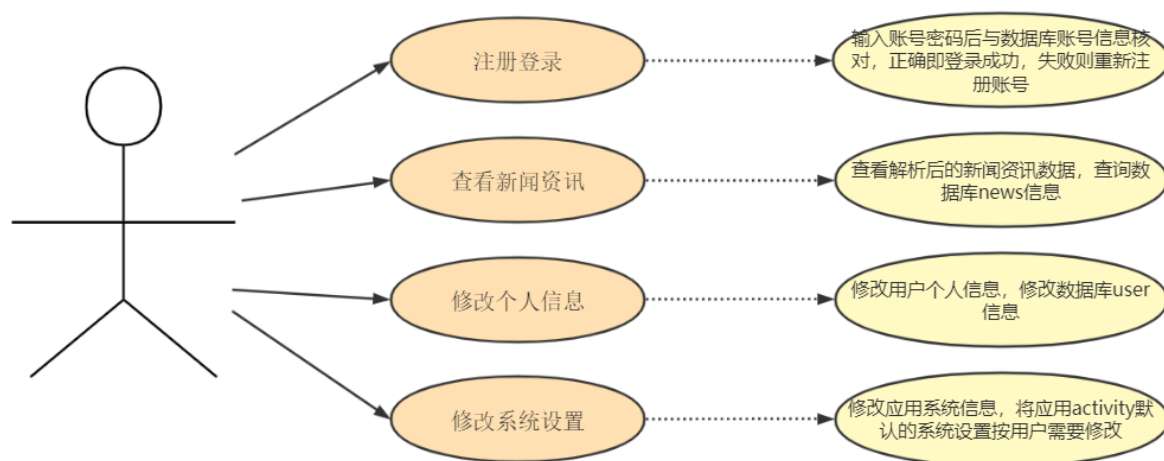 注册登录
输入账号密码后与数据库账号信息核
对，正确即登录成功，失败则重新注
册账号
查看新闻资讯
查看解析后的新闻资讯数据，查询数
据库news信息
修改个人信息
修改用户个人信息，修改数据库user
信息
修改系统设置
修改应用系统信息，将应用activity默
认的系统设置按用户需要修改